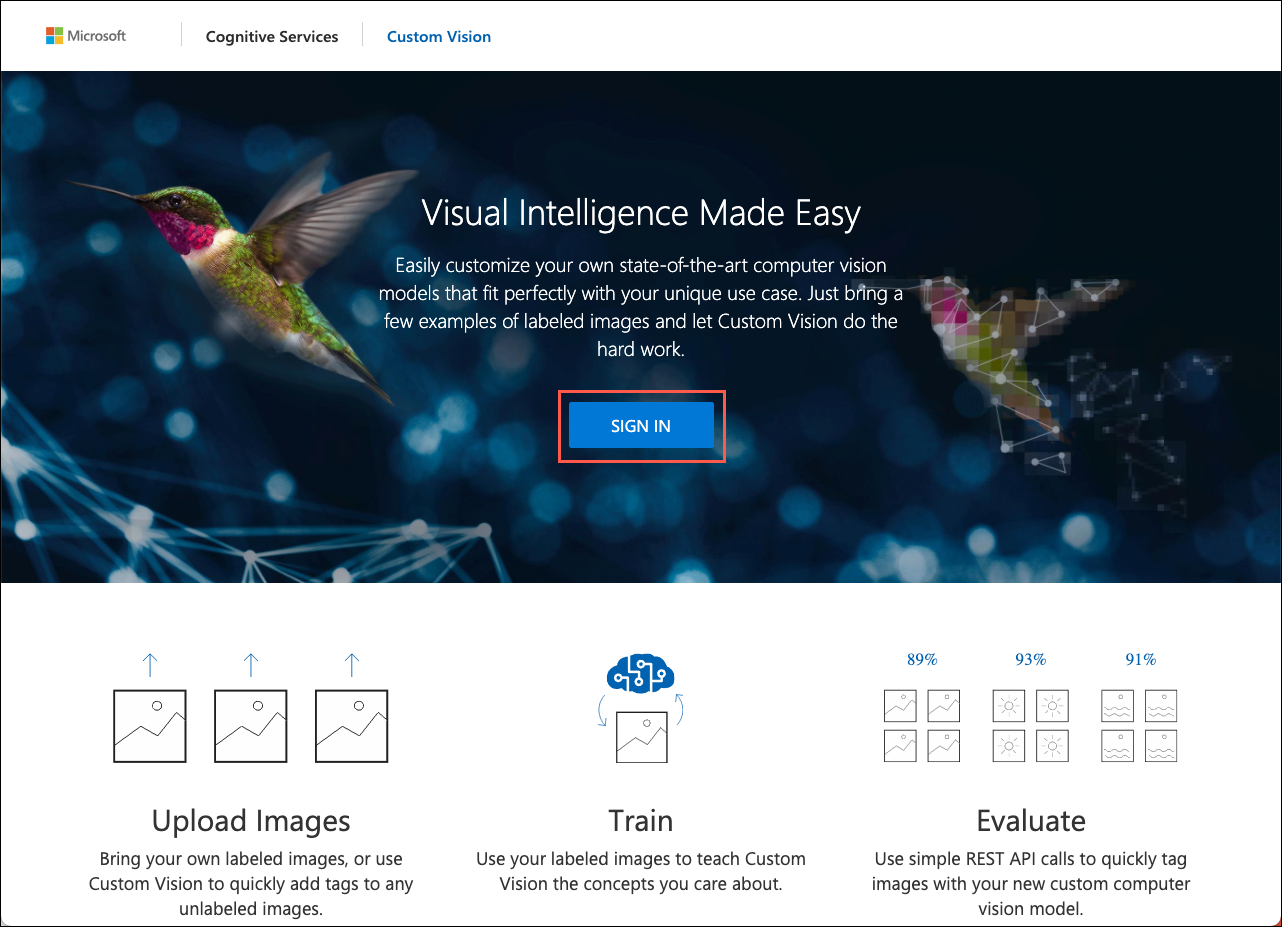 Microsoft
Cognitive Services
Custom Vision
Visual Intelligence Made Easy
Easily customize your own state-of-the-art computer vision
models that fit perfectly with your unique use case. Just bring a
few examples of labeled images and let Custom Vision do the
hard work.
SIGN IN
89%
93%
91%
Upload Images
Bring your own labeled images, or use
Custom Vision to quickly add tags to any
unlabeled images.
Train
Use your labeled images to teach Custom
Vision the concepts you care about.
Evaluate
Use simple REST API calls to quickly tag
images with your new custom computer
vision model.